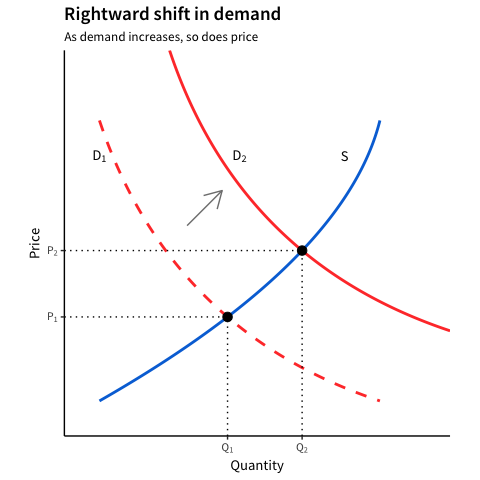 Rightward shift in demand
As demand increases, so does price
D₁
D₂
S
Price
P₂
P₁
Q₁
Q₂
Quantity